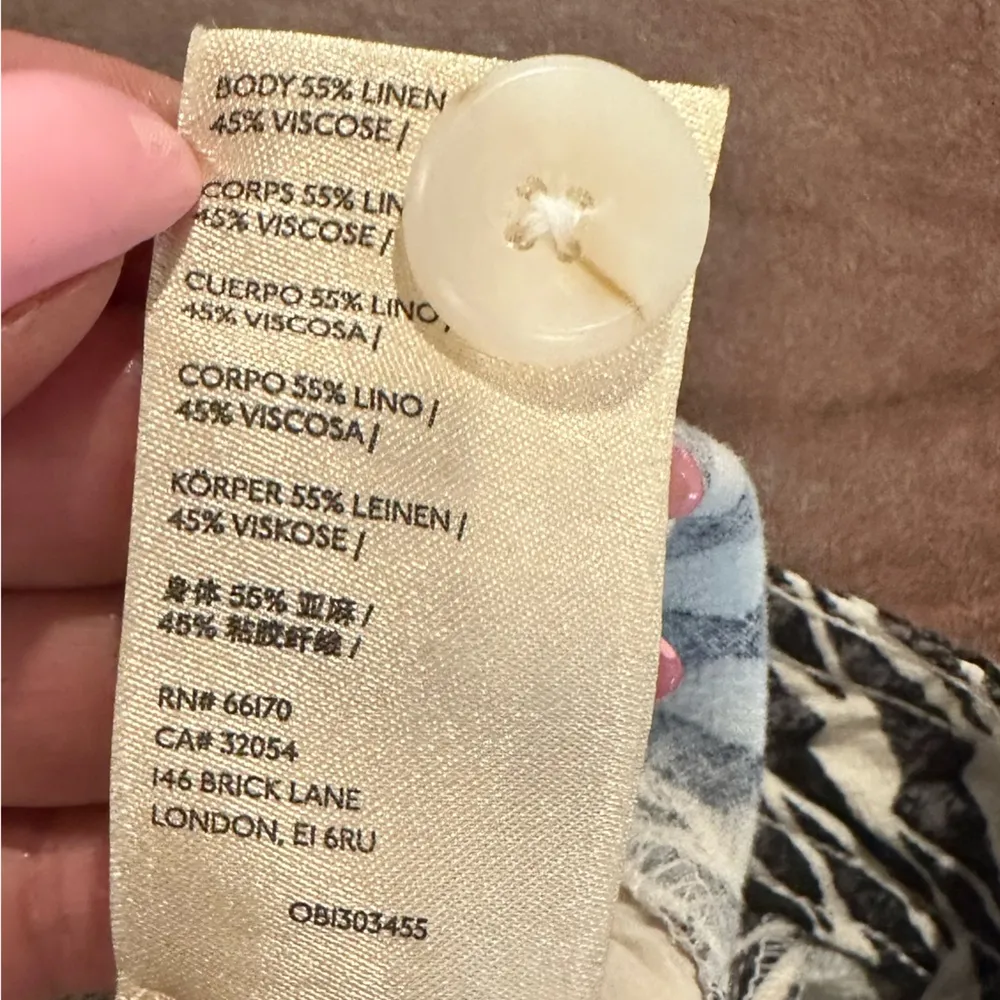 BODY 55% LINEN
45% VISCOSE /
CORPS 55% LIN
45% VISCOSE /
CUERPO 55% LINO /
45% VISCOSA /
CORPO 55% LINO /
45% VISCOSA /
KÖRPER 55% LEINEN /
45% VISKOSE /
身体 55% 亚麻 /
45% 粘胶纤维 /
RN# 66170
CA# 32054
146 BRICK LANE
LONDON, E1 6RU
OB1303455